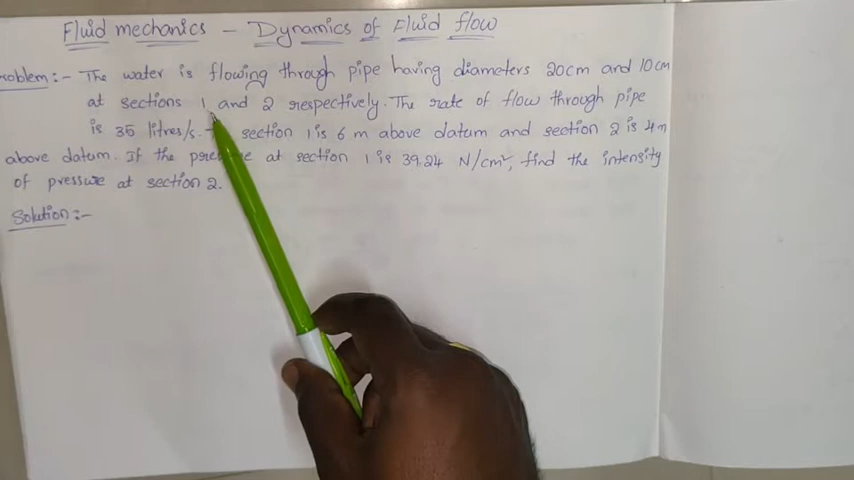 Fluid mechanics - Dynamics of Fluid flow
roblem:- The water is flowing through pipe having diameters 20cm and 10cm
at sections 1 and 2 respectively. The rate of flow through pipe
is 35 litres/s. section 1 is 6 m above datum and section 2 is 4m
above datum. If the at section 1 is 39.24 N/cm², find the intensity
of pressure at section 2.
Solution:-